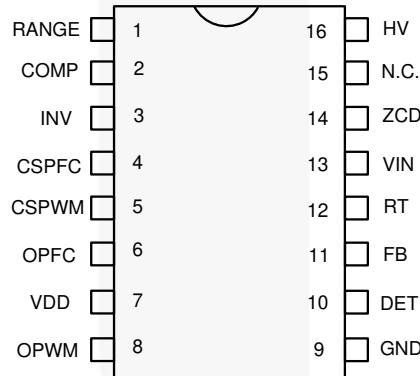 RANGE 1 16 HV
COMP 2 15 N.C.
INV 3 14 ZCD
CSPFC 4 13 VIN
CSPWM 5 12 RT
OPFC 6 11 FB
VDD 7 10 DET
OPWM 8 9 GND